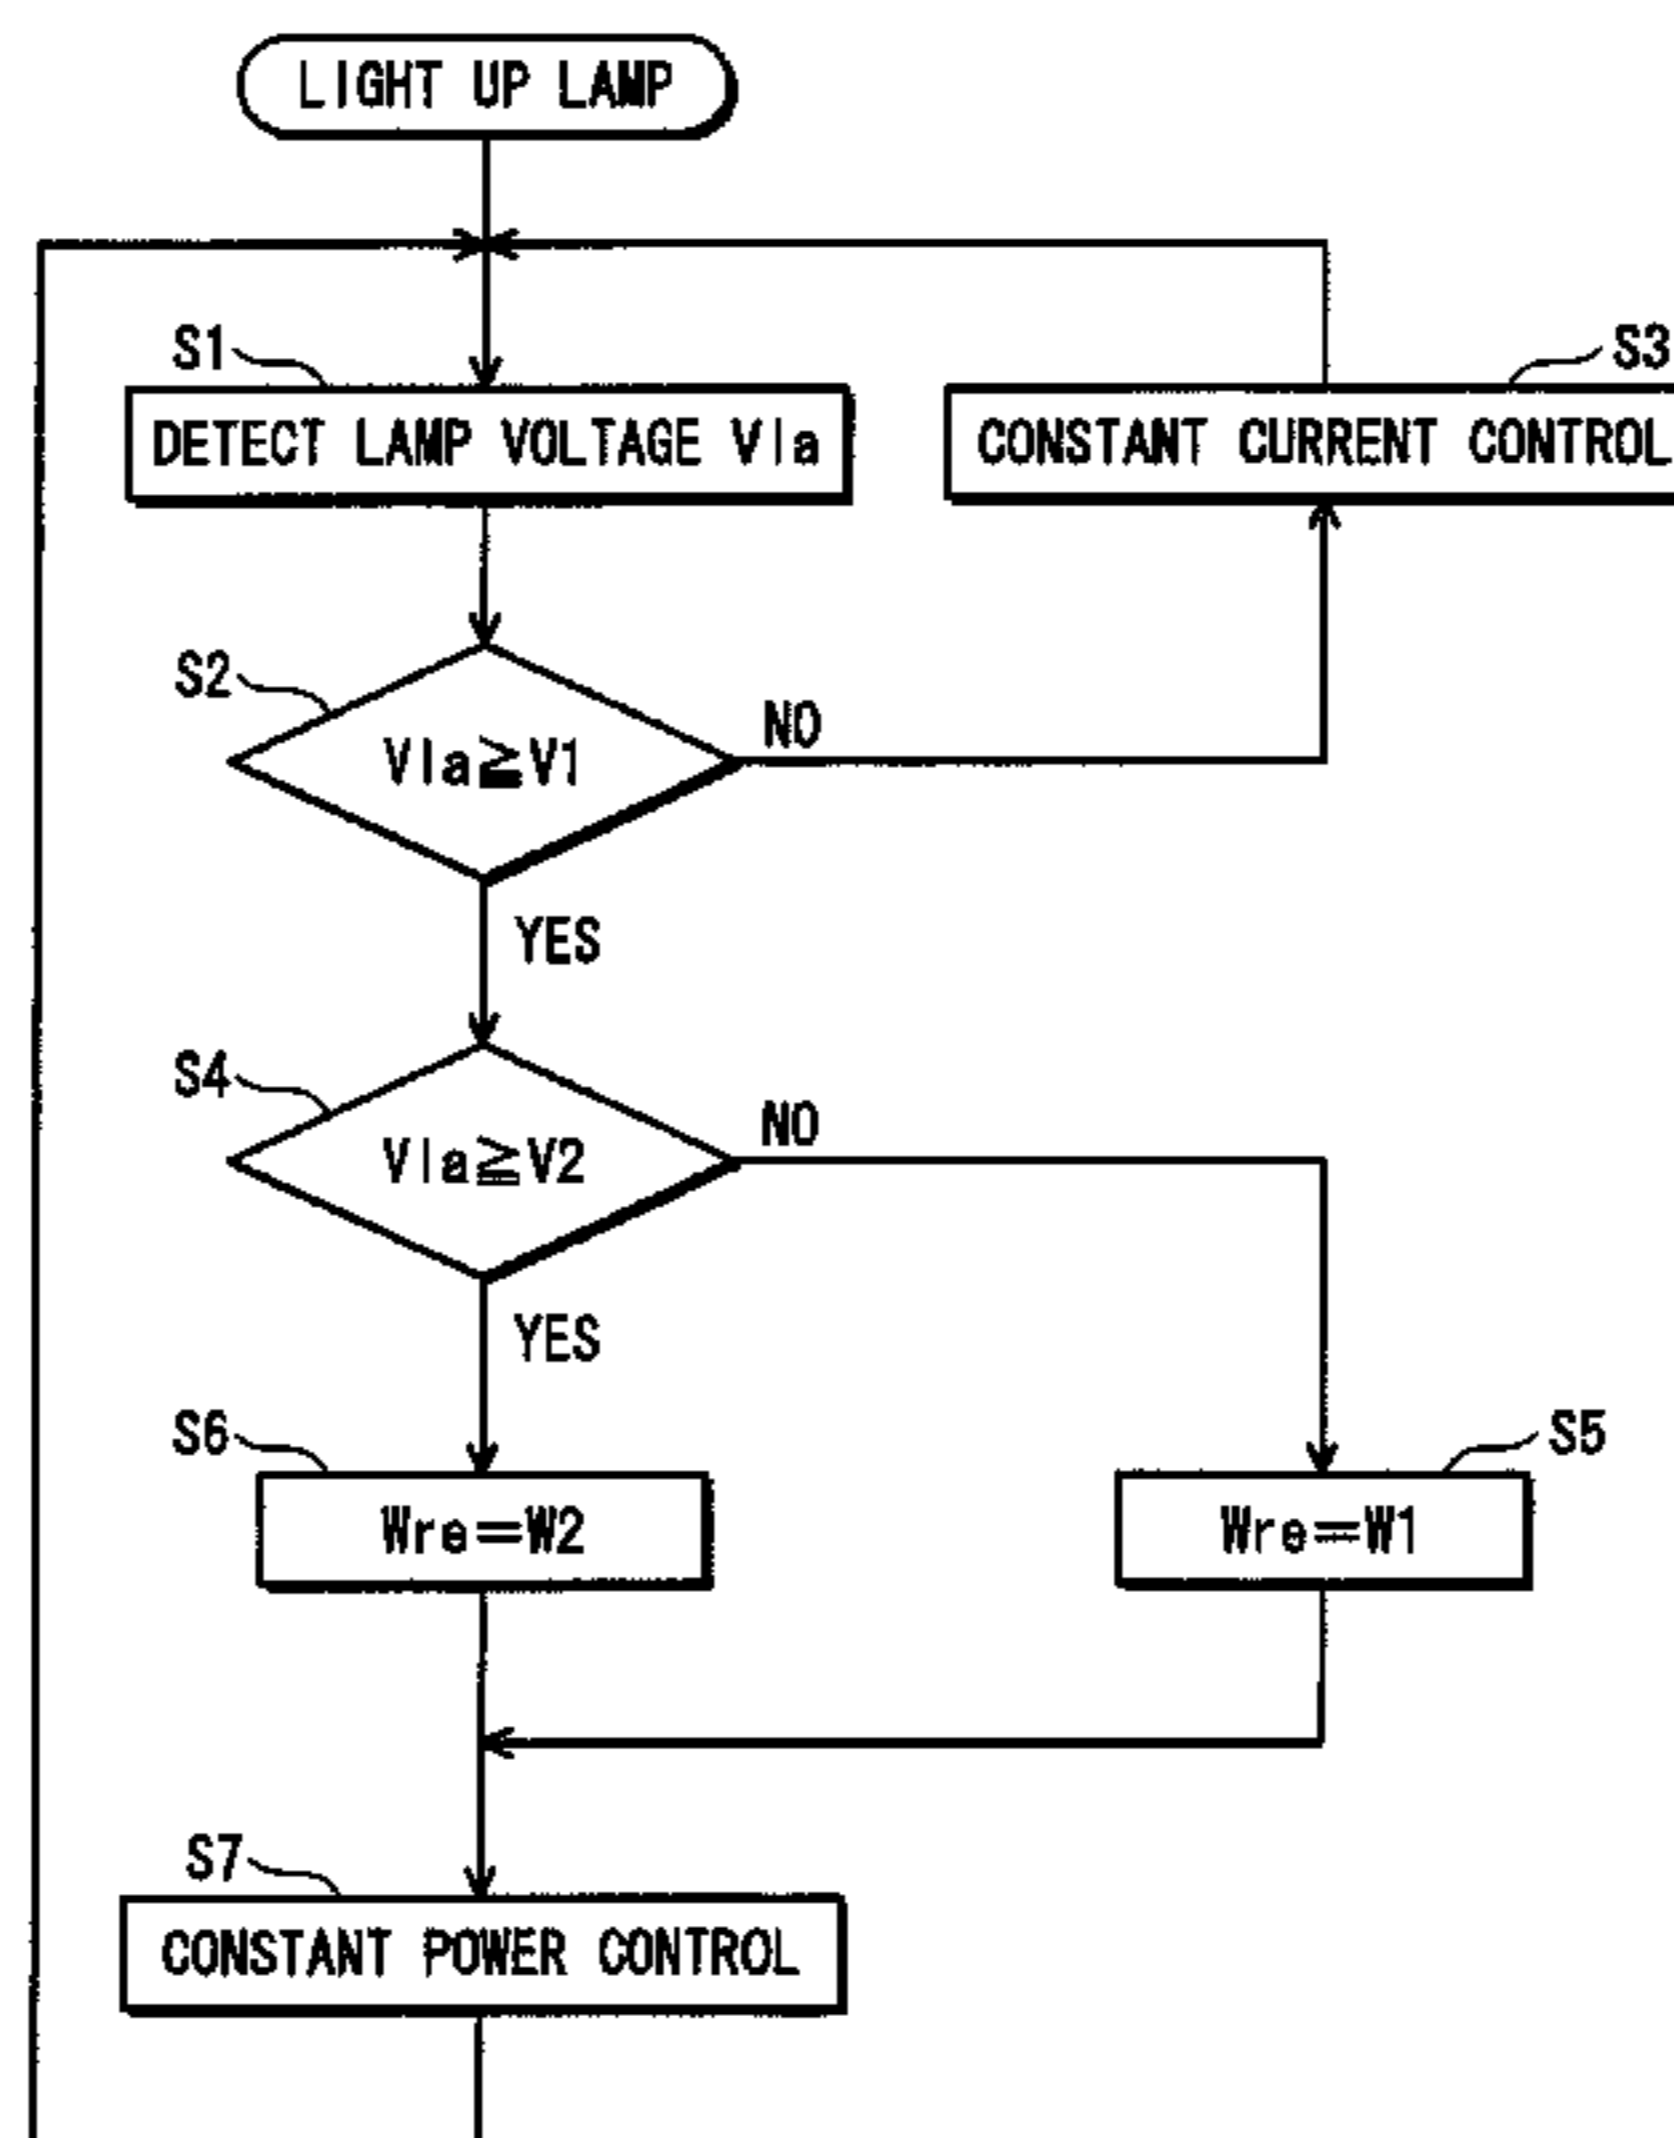 LIGHT UP LAMP
S1
S3
DETECT LAMP VOLTAGE Vla
CONSTANT CURRENT CONTROL
S2
Vla≧V1
NO
YES
S4
Vla≧V2
NO
YES
S6
S5
Wre=W2
Wre=W1
S7
CONSTANT POWER CONTROL